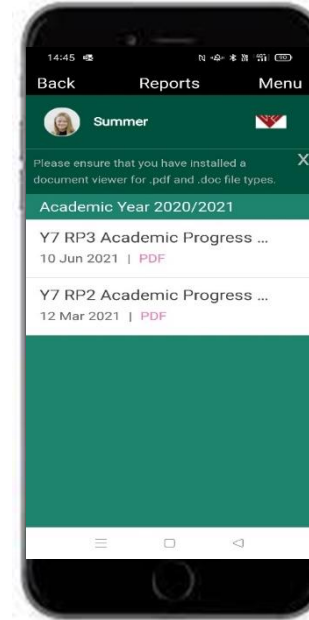 14:45
Back Reports Menu
Summer
Please ensure that you have installed a X
document viewer for .pdf and .doc file types.
Academic Year 2020/2021
Y7 RP3 Academic Progress ...
10 Jun 2021 | PDF
Y7 RP2 Academic Progress ...
12 Mar 2021 | PDF